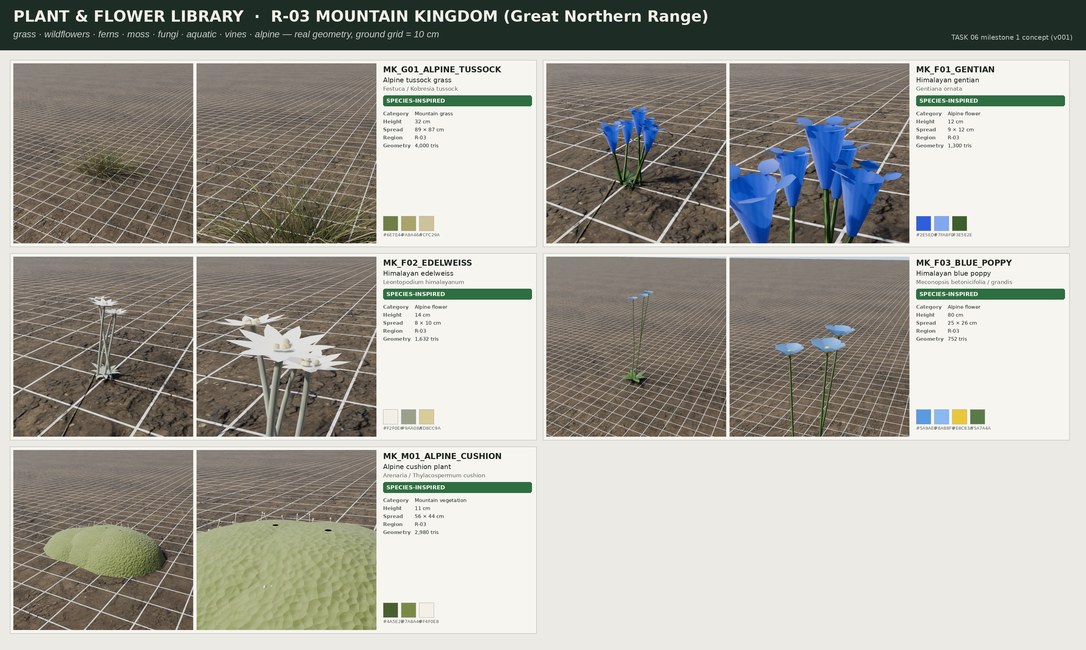 PLANT & FLOWER LIBRARY · R-03 MOUNTAIN KINGDOM (Great Northern Range)
grass · wildflowers · ferns · moss · fungi · aquatic · vines · alpine — real geometry, ground grid = 10 cm
TASK 06 milestone 1 concept (v001)
MK_G01_ALPINE_TUSSOCK
Alpine tussock grass
Festuca / Kobresia tussock
SPECIES-INSPIRED
Category Mountain grass
Height 32 cm
Spread 89 × 87 cm
Region R-03
Geometry 4,000 tris
MK_F01_GENTIAN
Himalayan gentian
Gentiana ornata
SPECIES-INSPIRED
Category Alpine flower
Height 12 cm
Spread 9 × 12 cm
Region R-03
Geometry 1,300 tris
MK_F02_EDELWEISS
Himalayan edelweiss
Leontopodium himalayanum
SPECIES-INSPIRED
Category Alpine flower
Height 14 cm
Spread 8 × 10 cm
Region R-03
Geometry 1,632 tris
MK_F03_BLUE_POPPY
Himalayan blue poppy
Meconopsis betonicifolia / grandis
SPECIES-INSPIRED
Category Alpine flower
Height 80 cm
Spread 25 × 26 cm
Region R-03
Geometry 752 tris
MK_M01_ALPINE_CUSHION
Alpine cushion plant
Arenaria / Thylacospermum cushion
SPECIES-INSPIRED
Category Mountain vegetation
Height 11 cm
Spread 56 × 44 cm
Region R-03
Geometry 2,980 tris